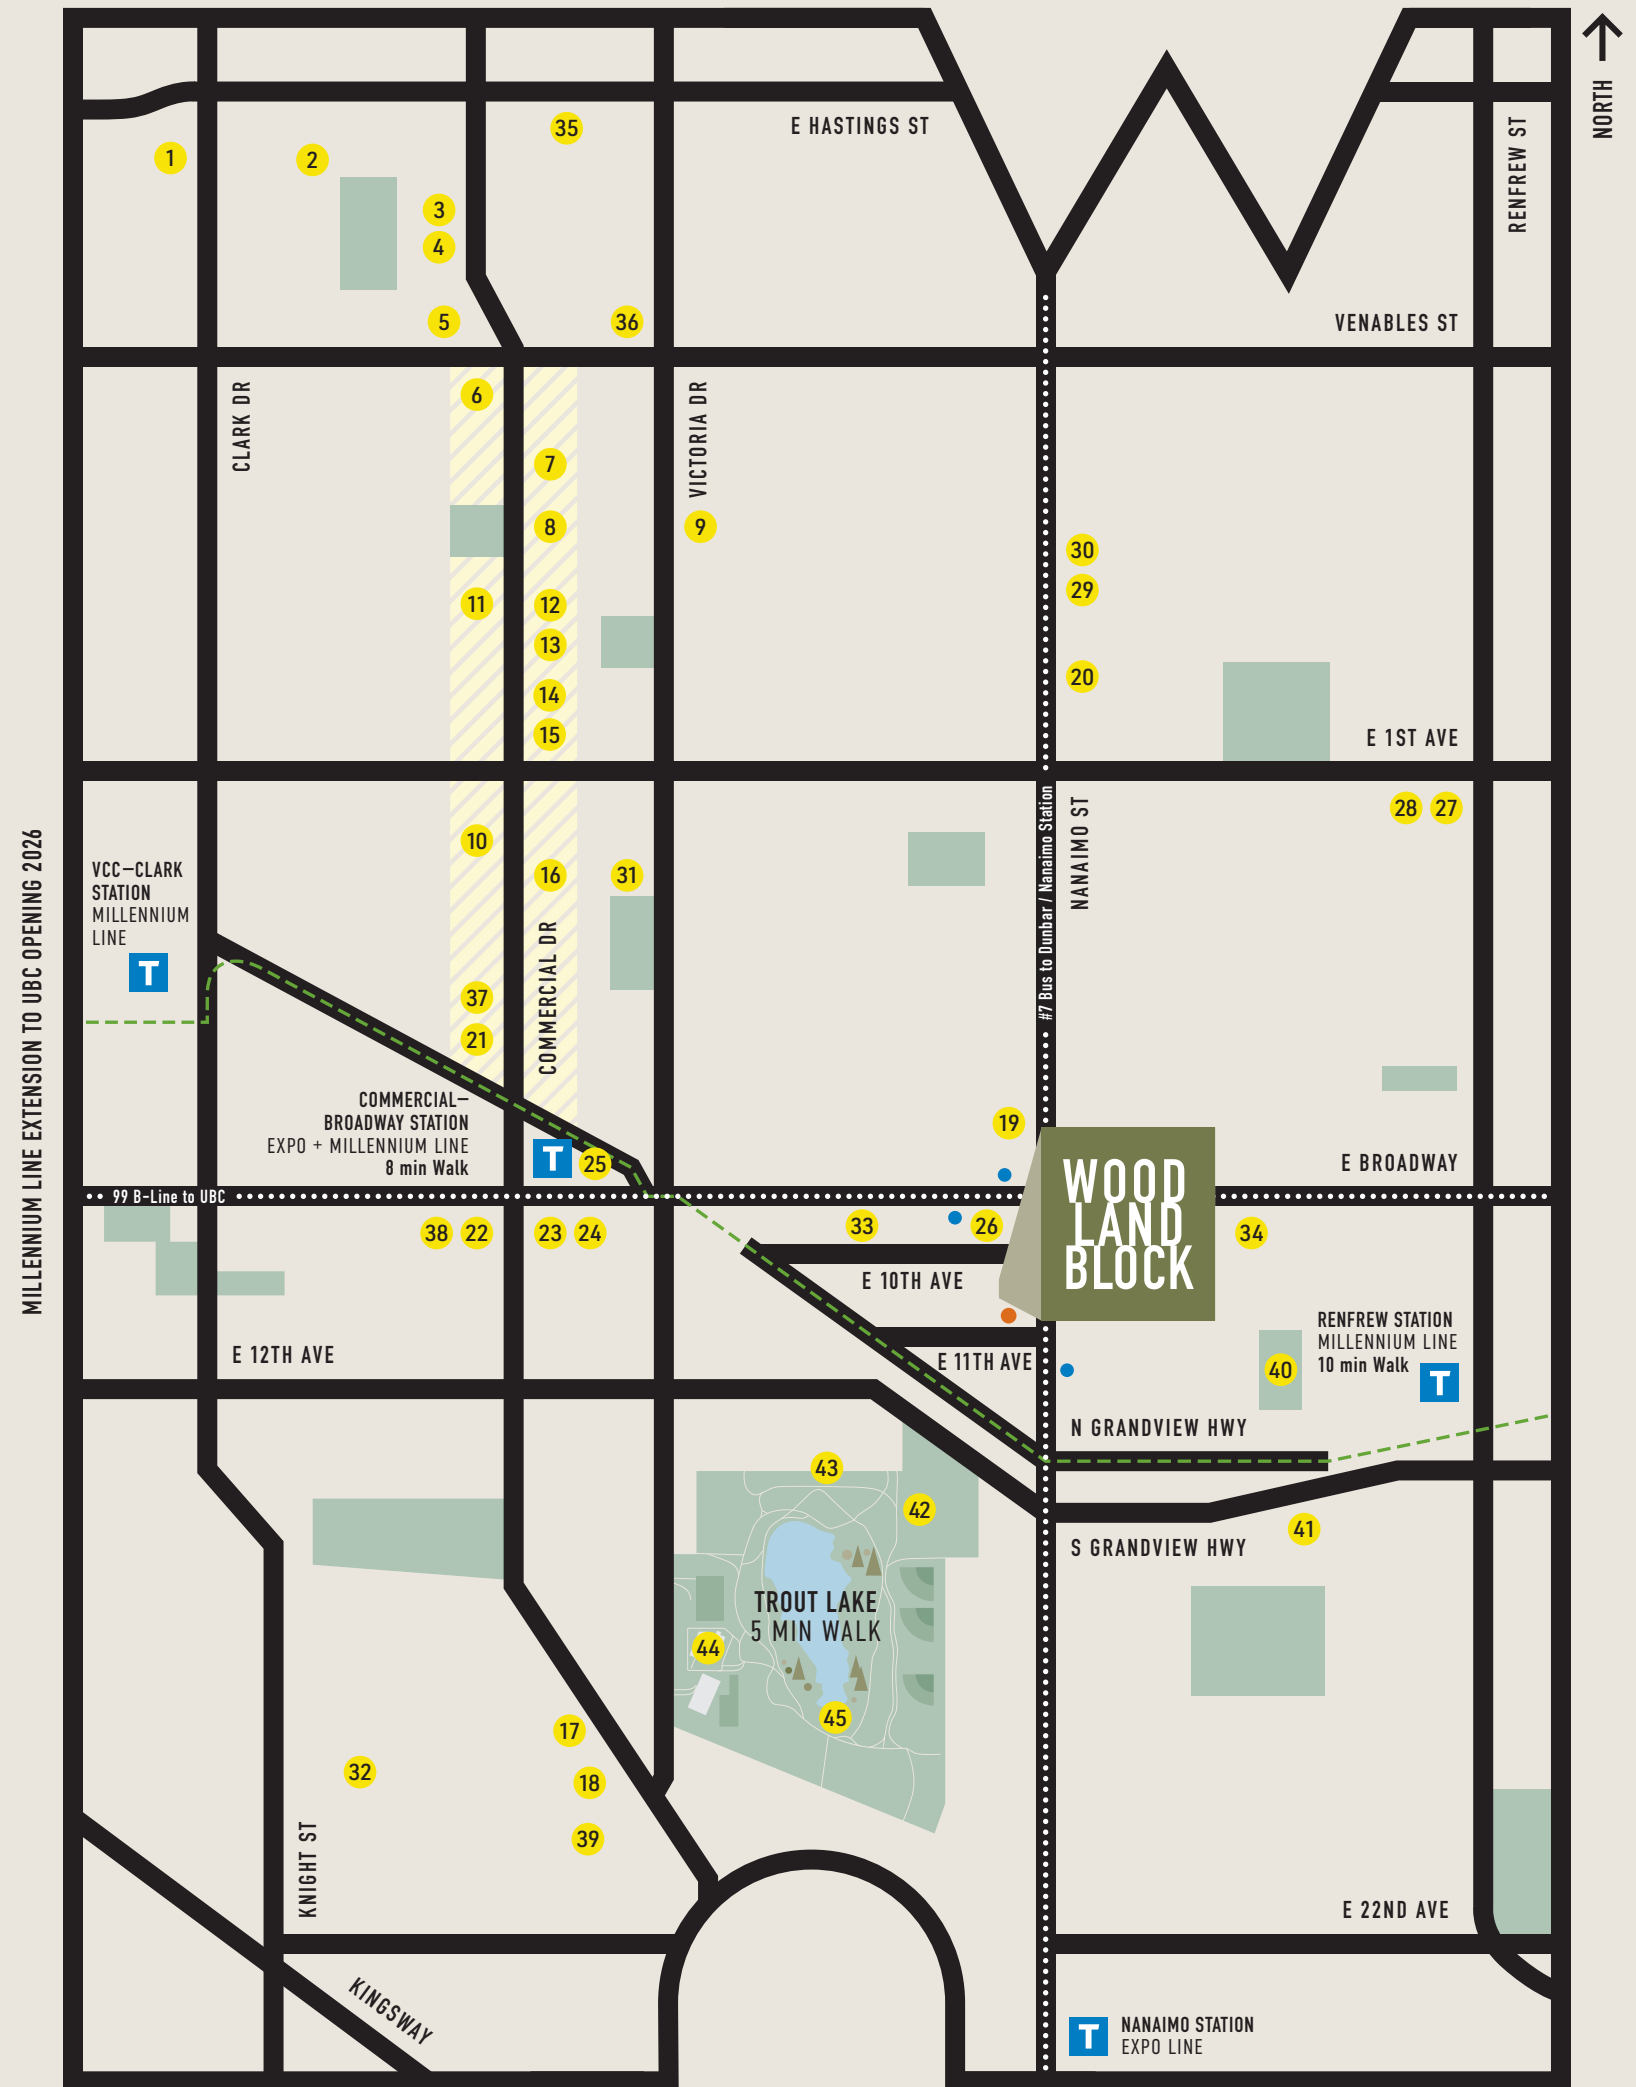 NORTH
E HASTINGS ST
RENFREW ST
35
1
2
3
4
5
36
VENABLES ST
CLARK DR
6
7
VICTORIA DR
8
9
30
29
11
12
13
20
14
15
E 1ST AVE
28
27
#7 Bus to Dunbar / Nanaimo Station
NANAIMO ST
10
16
31
VCC–CLARK
STATION
MILLENNIUM
LINE
T
MILLENNIUM LINE EXTENSION TO UBC OPENING 2026
COMMERCIAL DR
37
21
COMMERCIAL–
BROADWAY STATION
EXPO + MILLENNIUM LINE
8 min Walk
T
25
19
E BROADWAY
99 B-Line to UBC
WOOD
LAND
BLOCK
38
22
23
24
33
26
34
E 10TH AVE
RENFREW STATION
MILLENNIUM LINE
10 min Walk
T
E 12TH AVE
E 11TH AVE
40
N GRANDVIEW HWY
43
42
41
S GRANDVIEW HWY
TROUT LAKE
5 MIN WALK
44
45
17
32
18
39
KNIGHT ST
E 22ND AVE
KINGSWAY
T
NANAIMO STATION
EXPO LINE